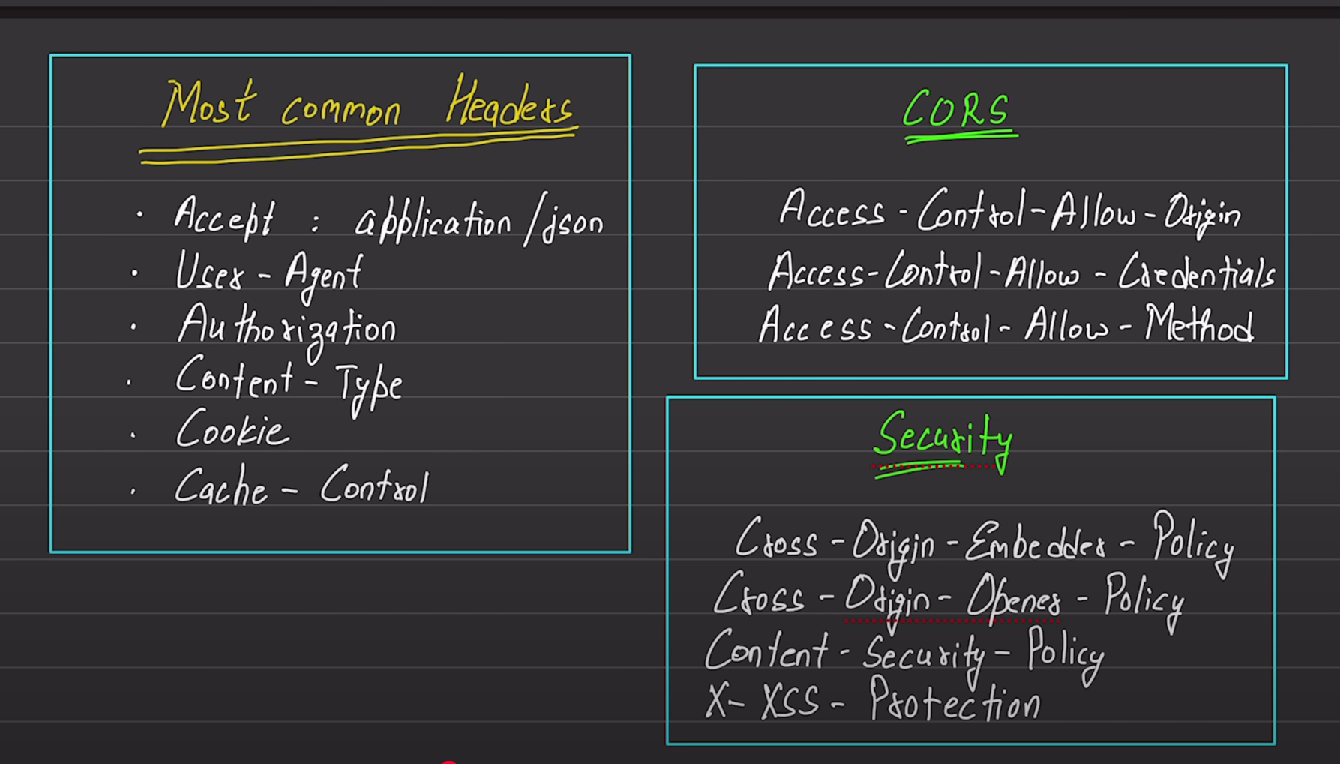 Most common Headers
· Accept : application/json
· User-Agent
· Authorization
· Content-Type
· Cookie
· Cache-Control
CORS
Access-Control-Allow-Origin
Access-Control-Allow-Credentials
Access-Control-Allow-Method
Security
Cross-Origin-Embedder-Policy
Cross-Origin-Opener-Policy
Content-Security-Policy
X-XSS-Protection